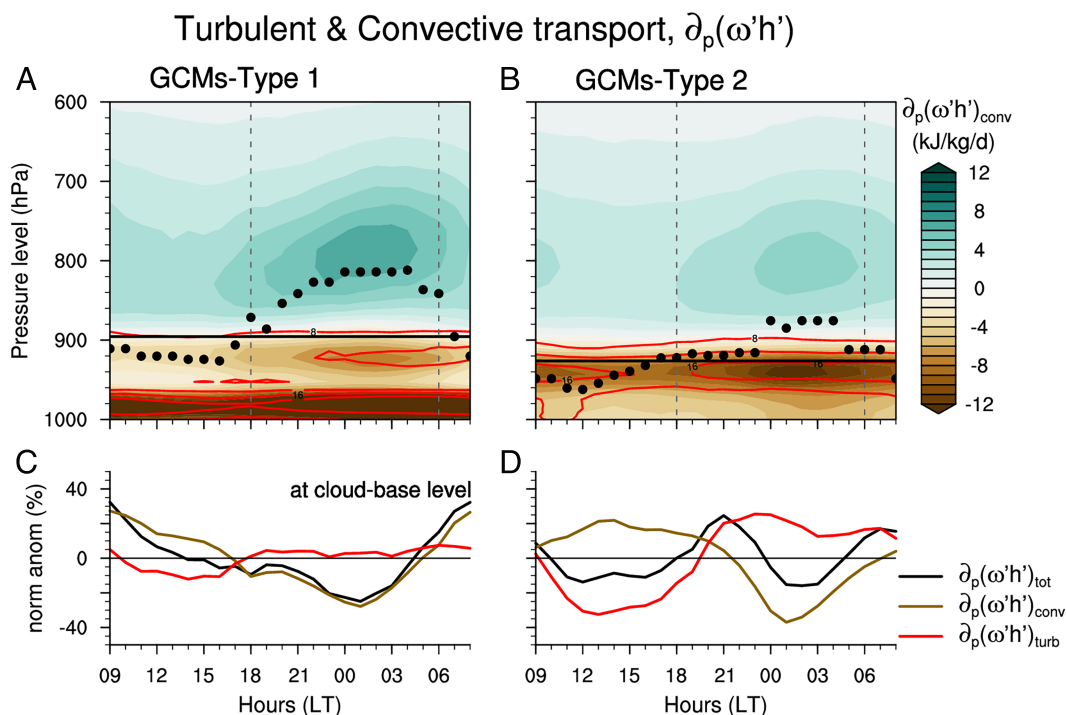 Turbulent & Convective transport, ∂p(ω'h')
A
GCMs-Type 1
B
GCMs-Type 2
Pressure level (hPa)
600
700
800
900
1000
8
16
8
16
16
∂p(ω'h')conv
(kJ/kg/d)
12
8
4
0
-4
-8
-12
C
D
at cloud-base level
norm anom (%)
40
0
-40
09 12 15 18 21 00 03 06
Hours (LT)
09 12 15 18 21 00 03 06
Hours (LT)
∂p(ω'h')tot
∂p(ω'h')conv
∂p(ω'h')turb